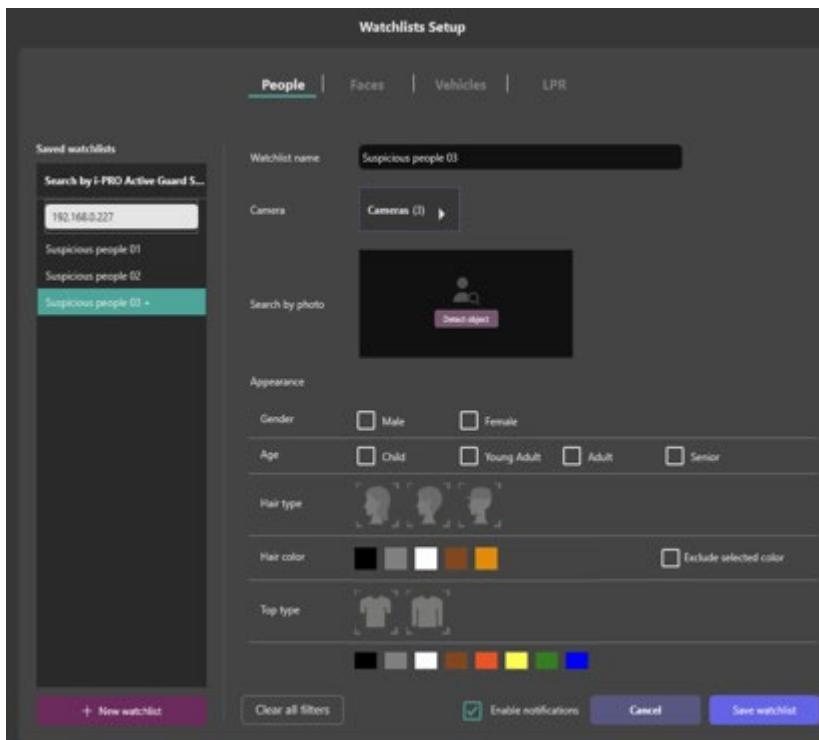 Watchlists Setup
People | Faces | Vehicles | LPR
Saved watchlists
Search by i-PRO Active Guard S...
192.168.0.227
Suspicious people 01
Suspicious people 02
Suspicious people 03 -
+ New watchlist
Watchlist name
Suspicious people 03
Camera
Cameras (3)
Search by photo
Detect object
Appearance
Gender
Male Female
Age
Child Young Adult Adult Senior
Hair type
Hair color
Exclude selected color
Top type
Clear all filters
Enable notifications
Cancel
Save watchlist